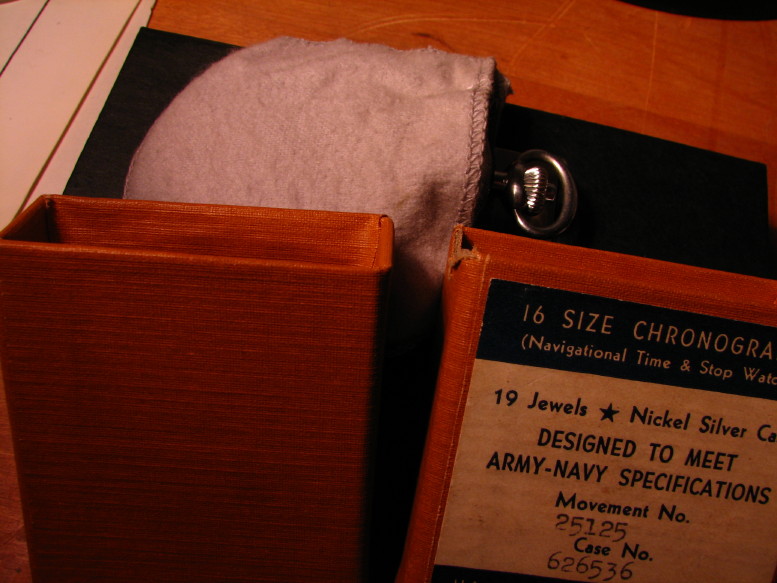 16 SIZE CHRONOGRA
(Navigational Time & Stop Watc
19 Jewels ★ Nickel Silver Ca
DESIGNED TO MEET
ARMY-NAVY SPECIFICATIONS
Movement No.
25125
Case No.
626536